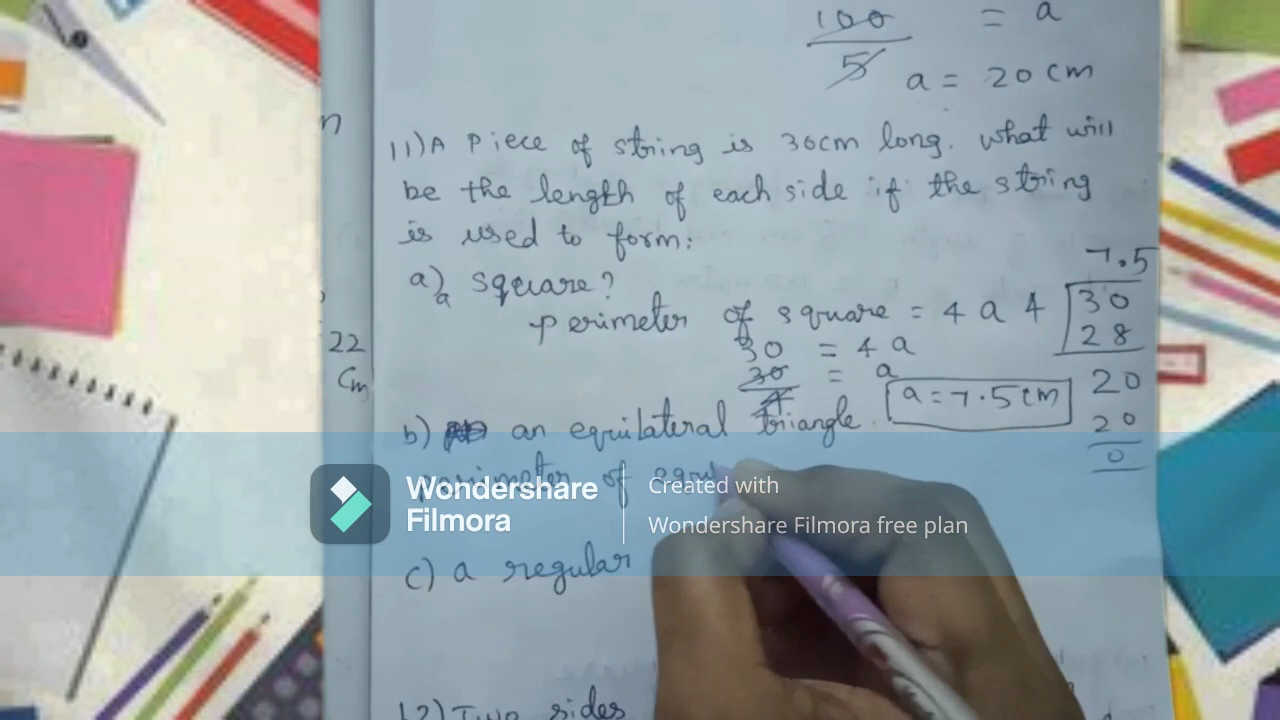 100 = a
5
a = 20 cm
n
11) A piece of string is 30cm long. what will
be the length of each side if the string
is used to form:
a) a square?
perimeter of square = 4 a
30 = 4 a
30 = a
4
a = 7.5 cm
7.5
4 30
28
20
20
0
22
Cm
b) an equilateral triangle.
perimeter of equ
c) a regular
12) Two sides
Wondershare
Filmora
Created with
Wondershare Filmora free plan